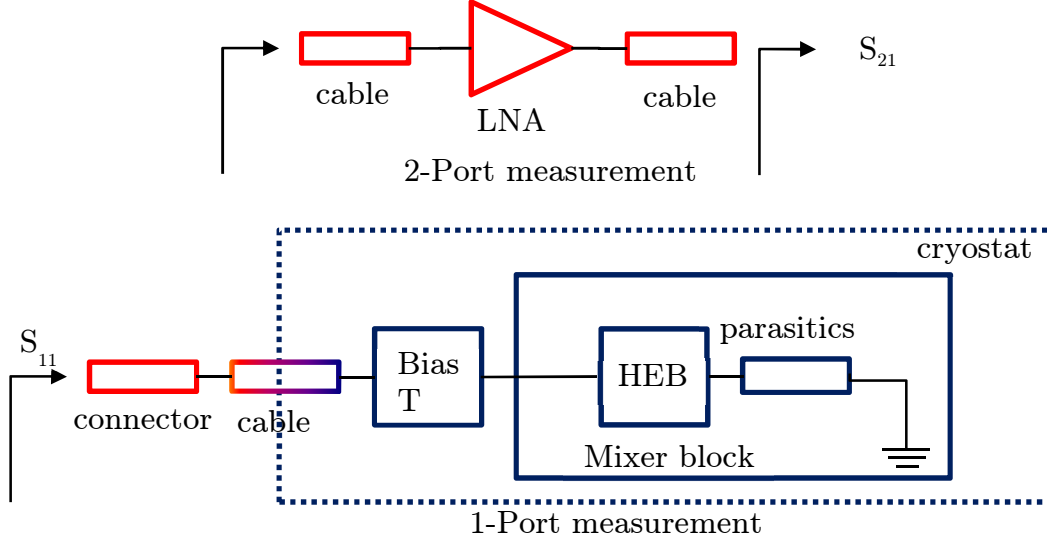 S₂₁
cable
cable
LNA
2-Port measurement
cryostat
S₁₁
parasitics
Bias
T
HEB
connector
cable
Mixer block
1-Port measurement